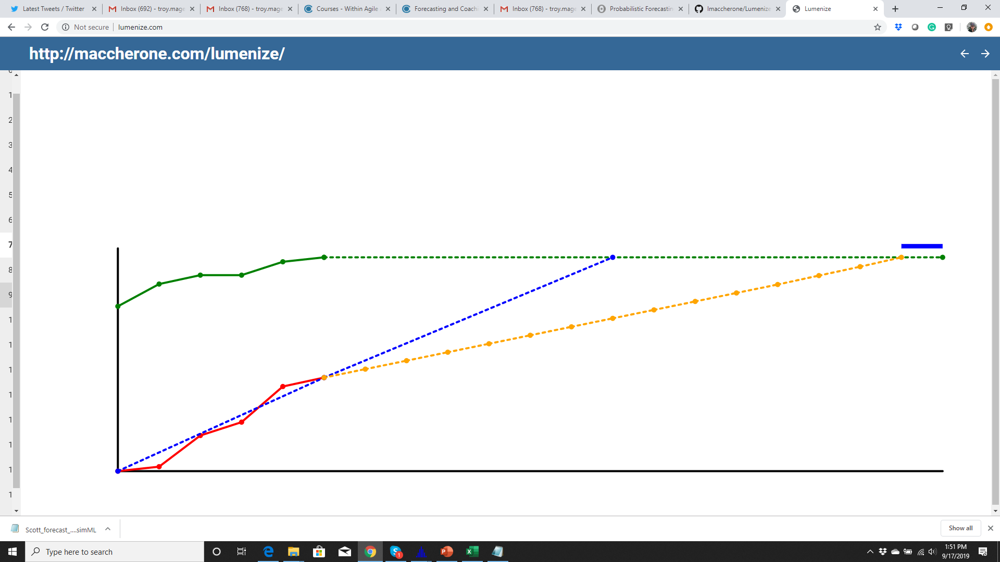 Latest Tweets / Twitter
Inbox (692) - troy.mage
Inbox (768) - troy.mage
Courses - Within Agile
Forecasting and Coach
Inbox (768) - troy.mage
Probabilistic Forecastin
lmaccherone/Lumenize
Lumenize
Not secure
lumenize.com
http://maccherone.com/lumenize/
1
2
3
4
5
6
7
8
9
1
1
1
1
1
1
1
1
Scott_forecast_....simML
Show all
Type here to search
1
1:51 PM
9/17/2019